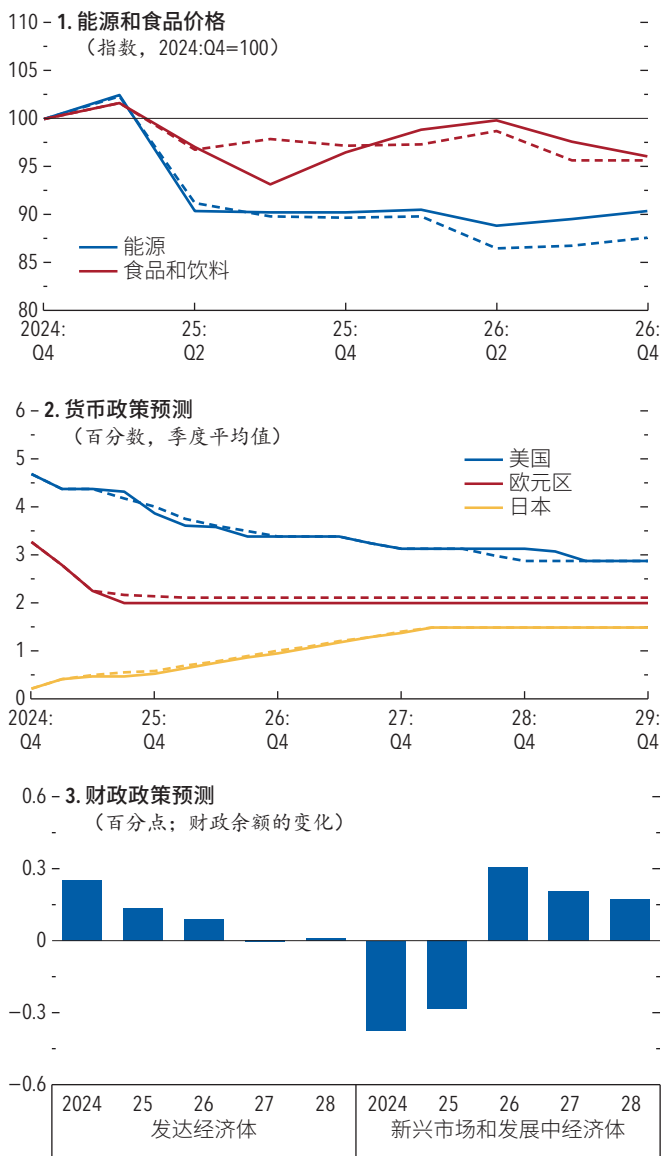 1. 能源和食品价格
（指数，2024:Q4=100）
110
105
100
95
90
85
80
能源
食品和饮料
2024: 25: 25: 26: 26:
Q4 Q2 Q4 Q2 Q4
2. 货币政策预测
（百分数，季度平均值）
6
5
4
3
2
1
0
美国
欧元区
日本
2024: 25: 26: 27: 28: 29:
Q4 Q4 Q4 Q4 Q4 Q4
3. 财政政策预测
（百分点；财政余额的变化）
0.6
0.3
0
−0.3
−0.6
2024 25 26 27 28 2024 25 26 27 28
发达经济体 新兴市场和发展中经济体